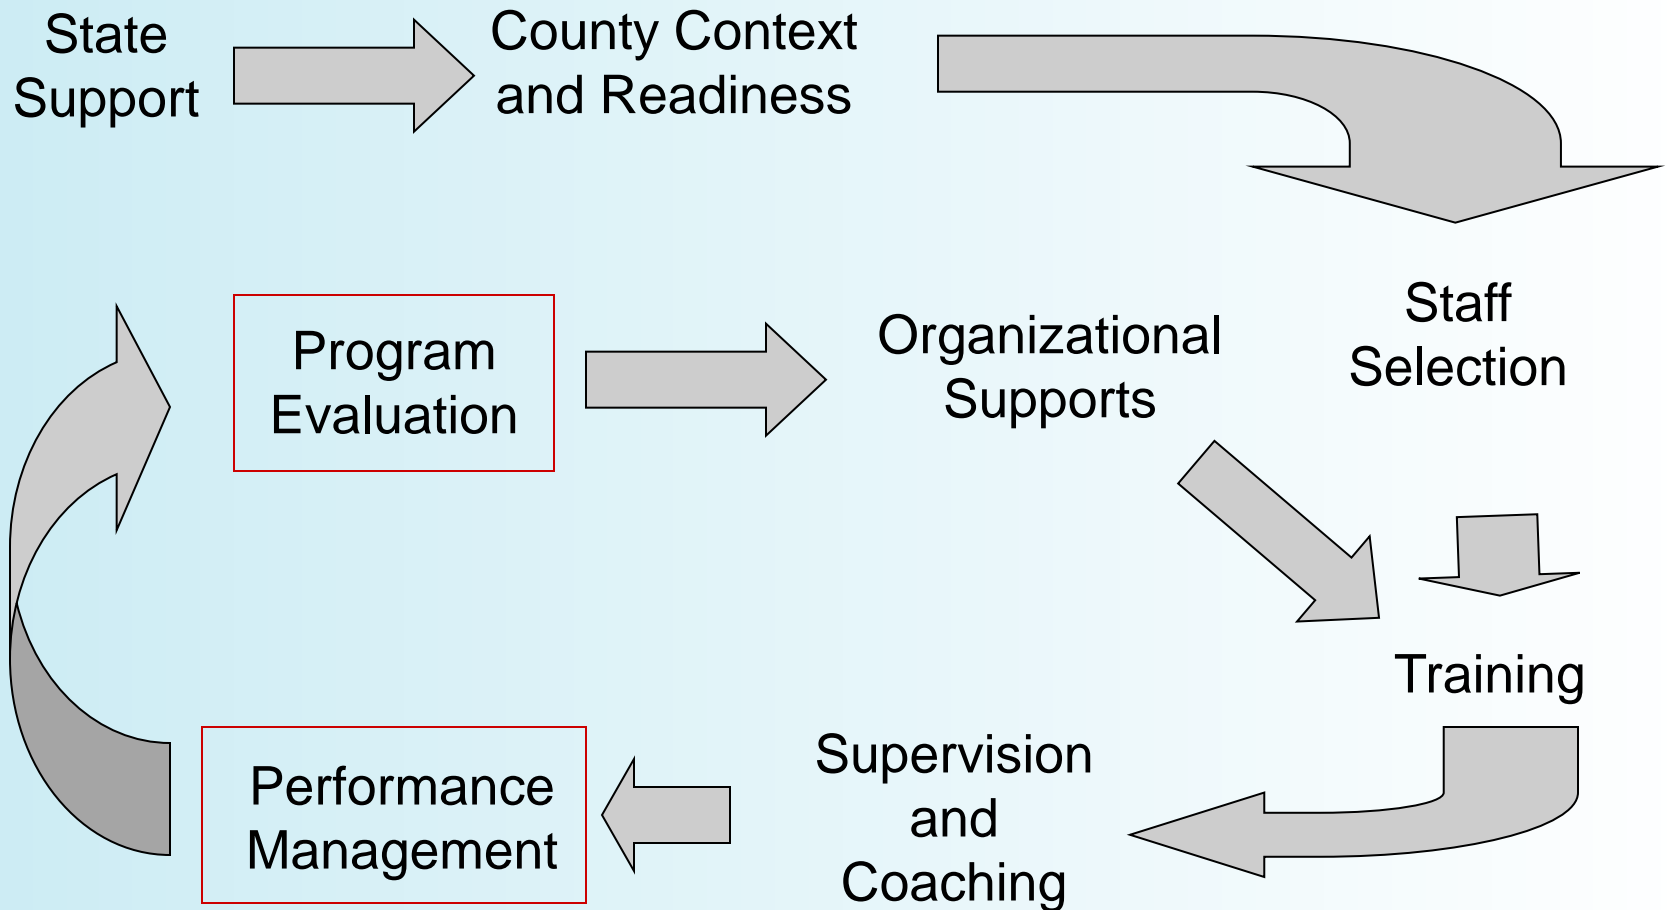 State
Support
County Context
and Readiness
Staff
Selection
Program
Evaluation
Organizational
Supports
Training
Supervision
and
Coaching
Performance
Management